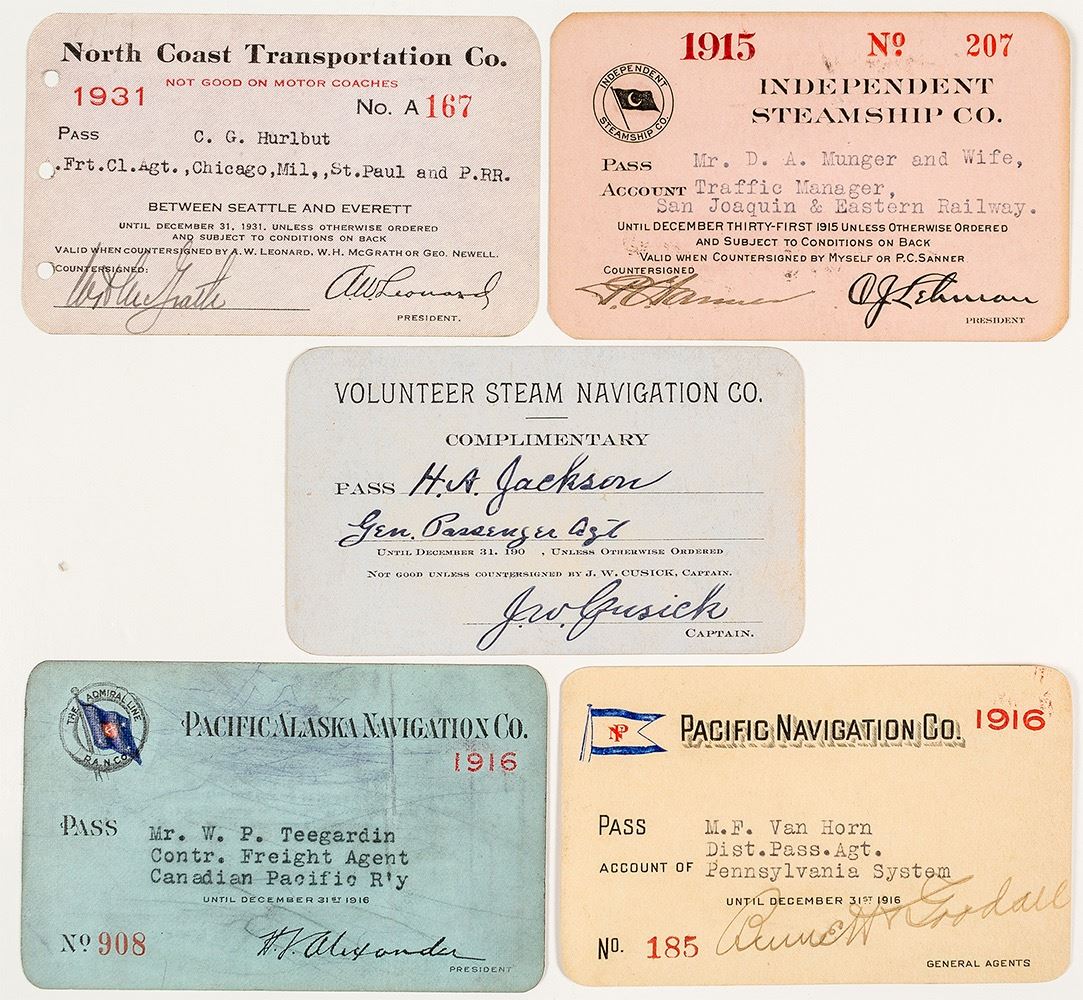 North Coast Transportation Co.
NOT GOOD ON MOTOR COACHES
1931 No. A 167
PASS C. G. Hurlbut
.Frt.Cl.Agt.,Chicago,Mil,,St.Paul and P.RR.
BETWEEN SEATTLE AND EVERETT
UNTIL DECEMBER 31, 1931. UNLESS OTHERWISE ORDERED
AND SUBJECT TO CONDITIONS ON BACK
VALID WHEN COUNTERSIGNED BY A. W. LEONARD, W. H. MCGRATH OR GEO. NEWELL.
COUNTERSIGNED:
W H McGrath AW Leonard
PRESIDENT.
1915 No 207
INDEPENDENT STEAMSHIP CO.
INDEPENDENT
STEAMSHIP CO.
PASS Mr. D. A. Munger and Wife,
ACCOUNT Traffic Manager,
San Joaquin & Eastern Railway.
UNTIL DECEMBER THIRTY-FIRST 1915 UNLESS OTHERWISE ORDERED
AND SUBJECT TO CONDITIONS ON BACK
VALID WHEN COUNTERSIGNED BY MYSELF OR P.C. SANNER
COUNTERSIGNED
O J Lehman
PRESIDENT
VOLUNTEER STEAM NAVIGATION CO.
COMPLIMENTARY
PASS H. A. Jackson
Gen. Passenger Agt
UNTIL DECEMBER 31. 190 , UNLESS OTHERWISE ORDERED
NOT GOOD UNLESS COUNTERSIGNED BY J. W. CUSICK, CAPTAIN.
J. W. Cusick
CAPTAIN.
THE ADMIRAL LINE
P.A.N.CO.
PACIFIC ALASKA NAVIGATION CO.
1916
PASS Mr. W. P. Teegardin
Contr. Freight Agent
Canadian Pacific R'y
UNTIL DECEMBER 31ST 1916
No 908 H. F. Alexander
PRESIDENT
PACIFIC NAVIGATION CO. 1916
PASS M.F. Van Horn
Dist.Pass.Agt.
ACCOUNT OF Pennsylvania System
UNTIL DECEMBER 31ST 1916
No. 185 Goodall
GENERAL AGENTS